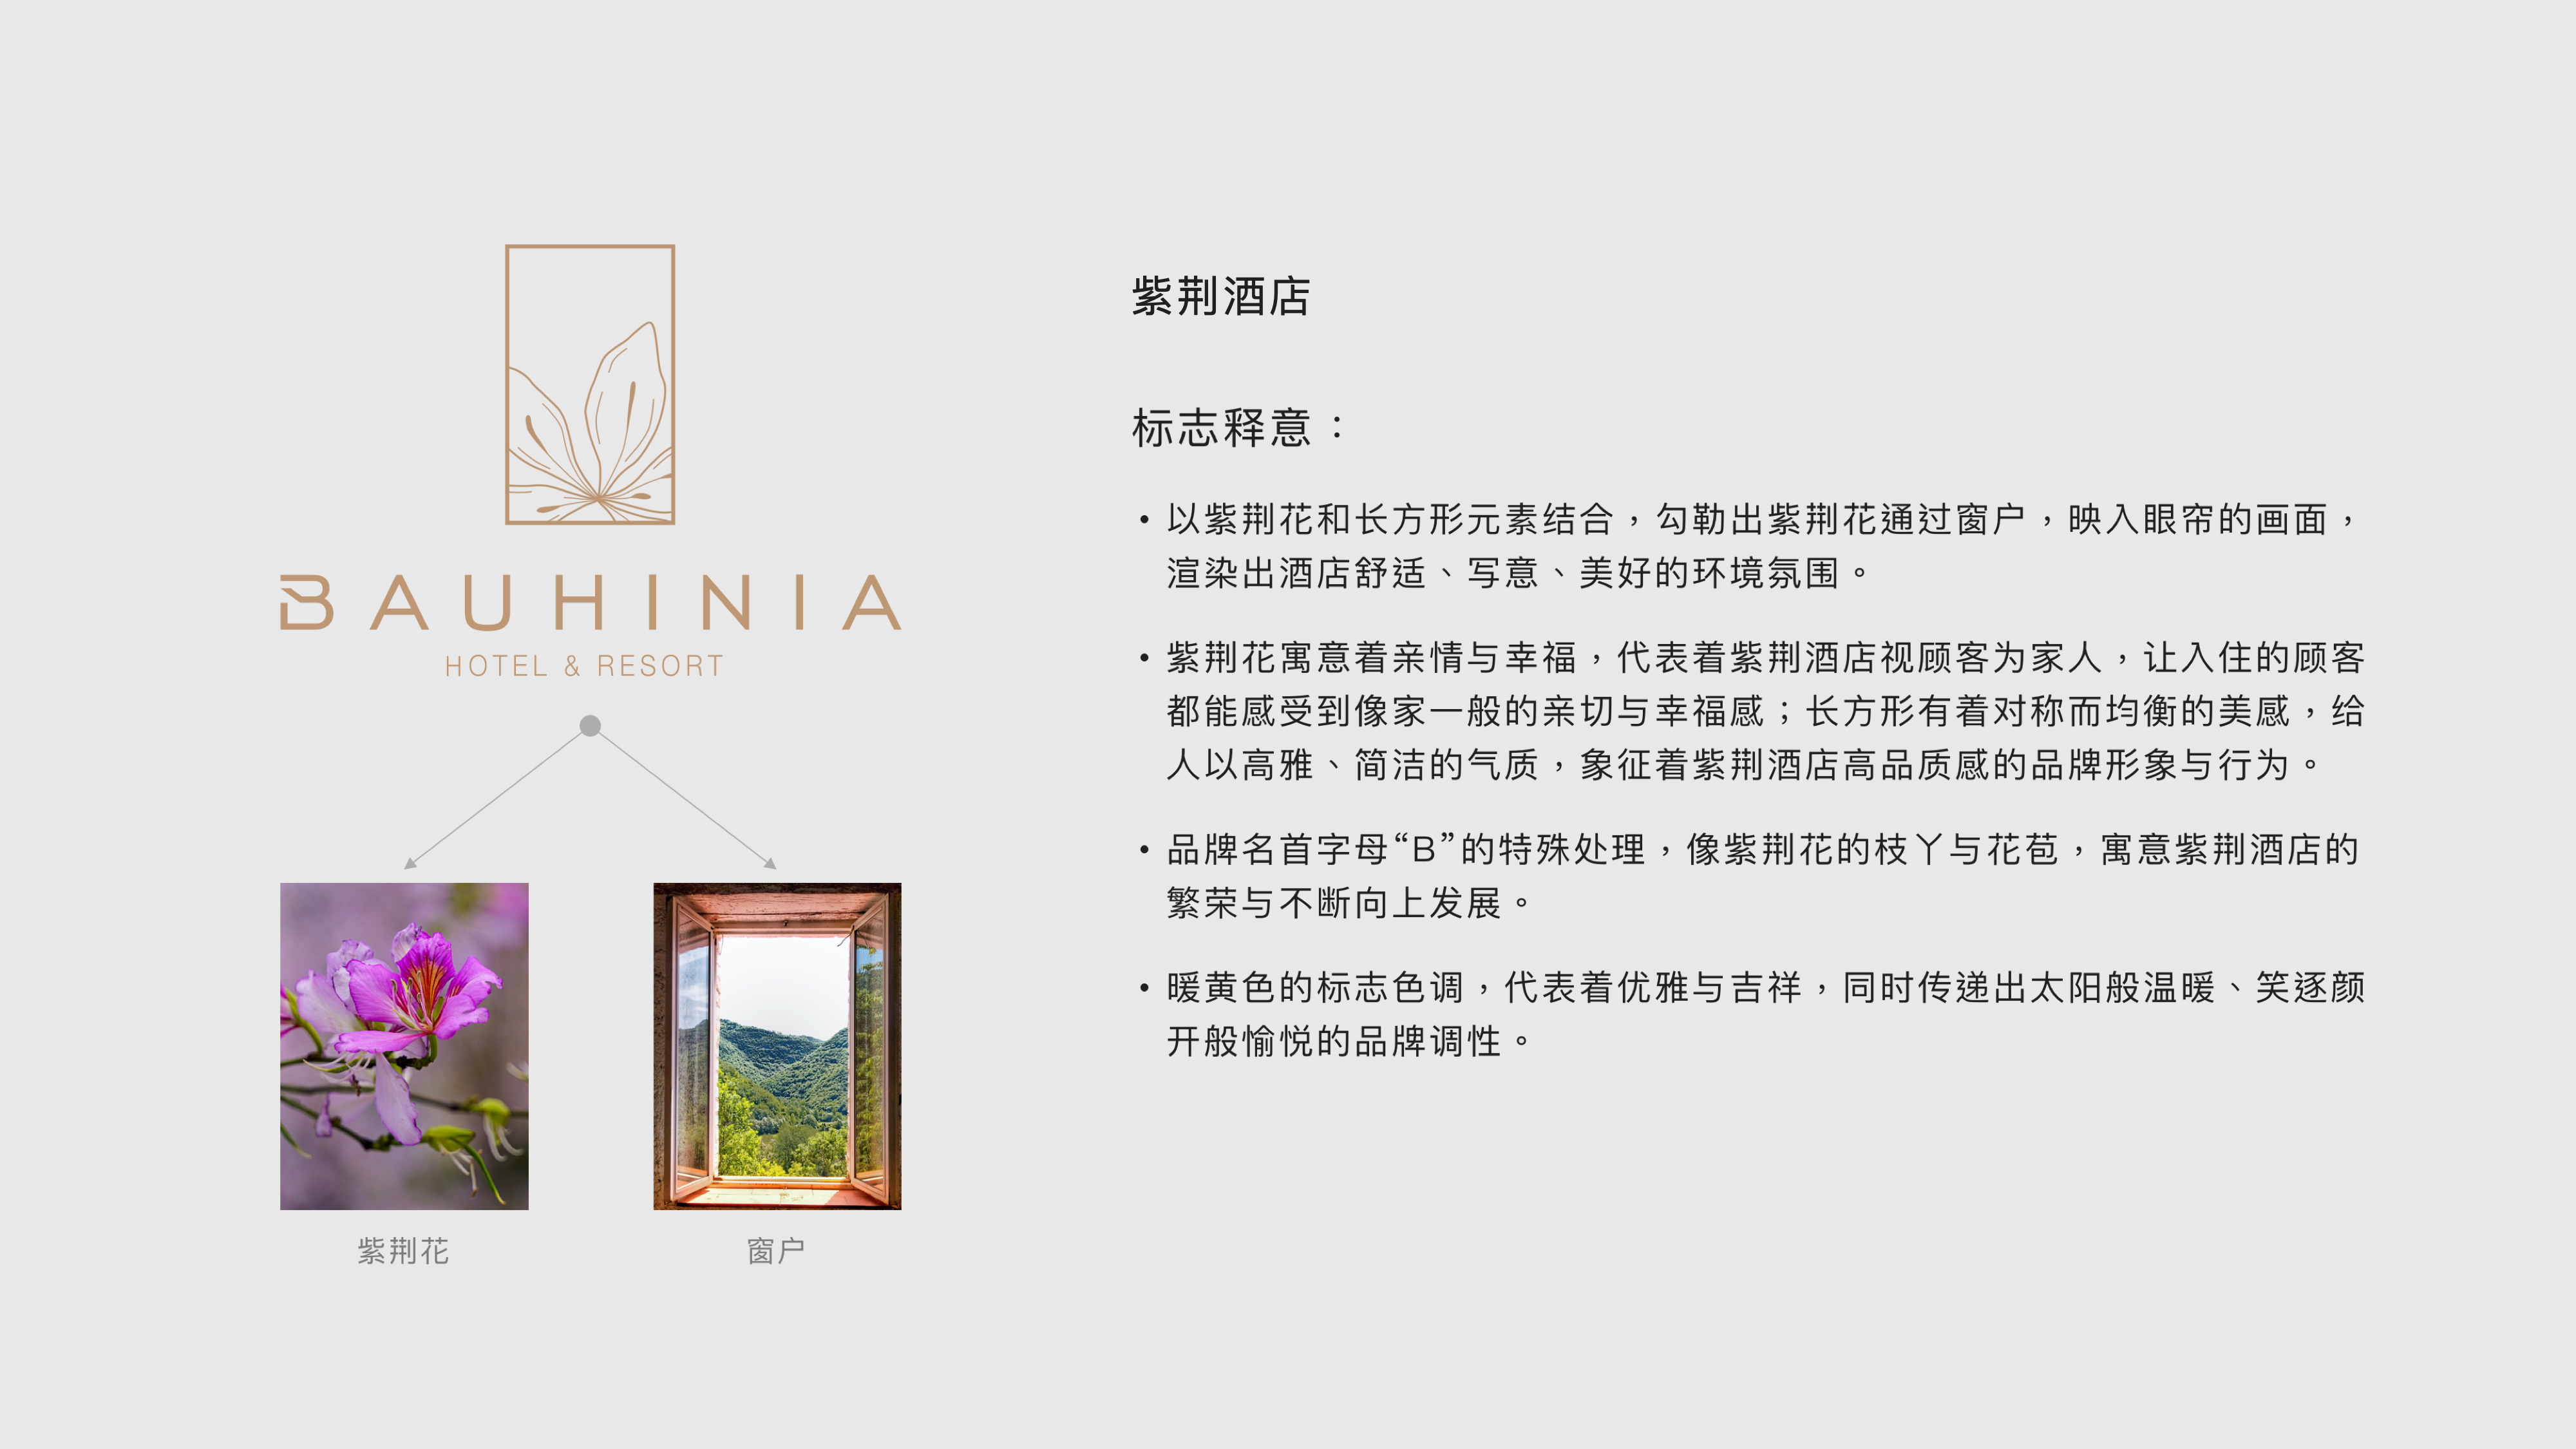 BAUHINIA
HOTEL & RESORT
紫荆花
窗户
紫荆酒店
标志释意：
• 以紫荆花和长方形元素结合，勾勒出紫荆花通过窗户，映入眼帘的画面，
渲染出酒店舒适、写意、美好的环境氛围。
• 紫荆花寓意着亲情与幸福，代表着紫荆酒店视顾客为家人，让入住的顾客
都能感受到像家一般的亲切与幸福感；长方形有着对称而均衡的美感，给
人以高雅、简洁的气质，象征着紫荆酒店高品质感的品牌形象与行为。
• 品牌名首字母“B”的特殊处理，像紫荆花的枝丫与花苞，寓意紫荆酒店的
繁荣与不断向上发展。
• 暖黄色的标志色调，代表着优雅与吉祥，同时传递出太阳般温暖、笑逐颜
开般愉悦的品牌调性。